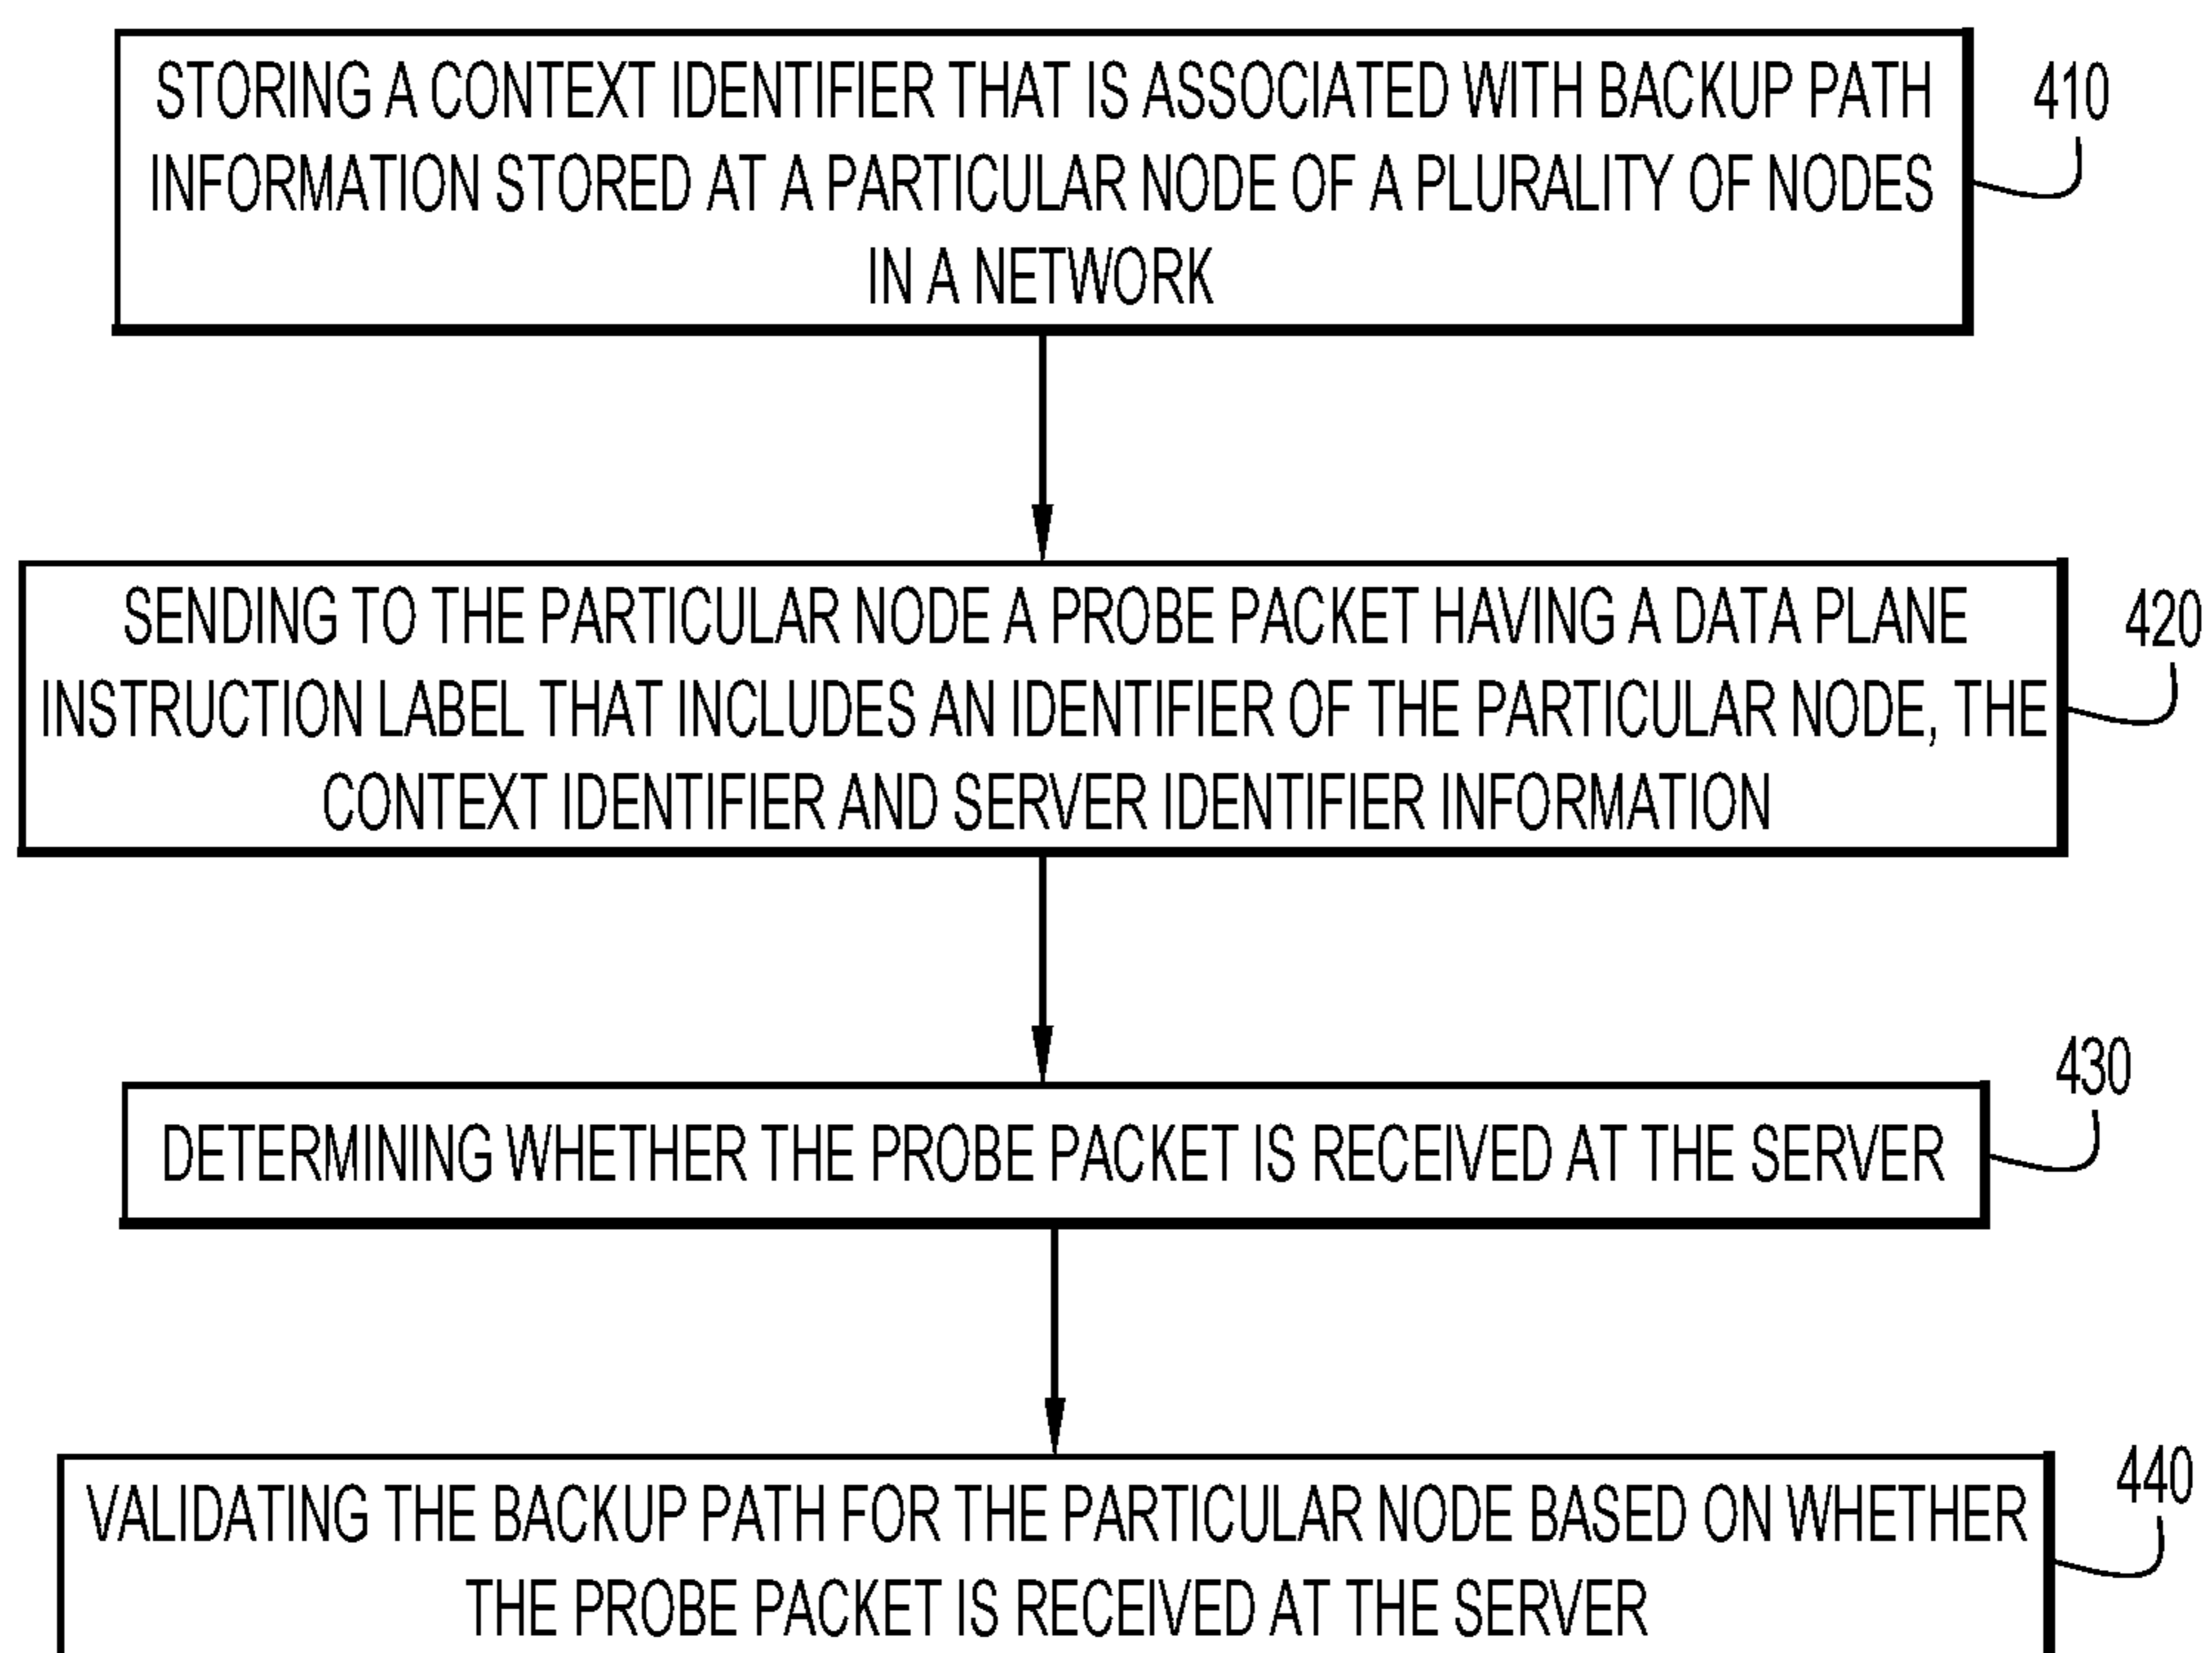 STORING A CONTEXT IDENTIFIER THAT IS ASSOCIATED WITH BACKUP PATH
INFORMATION STORED AT A PARTICULAR NODE OF A PLURALITY OF NODES
IN A NETWORK
410
SENDING TO THE PARTICULAR NODE A PROBE PACKET HAVING A DATA PLANE
INSTRUCTION LABEL THAT INCLUDES AN IDENTIFIER OF THE PARTICULAR NODE, THE
CONTEXT IDENTIFIER AND SERVER IDENTIFIER INFORMATION
420
DETERMINING WHETHER THE PROBE PACKET IS RECEIVED AT THE SERVER
430
VALIDATING THE BACKUP PATH FOR THE PARTICULAR NODE BASED ON WHETHER
THE PROBE PACKET IS RECEIVED AT THE SERVER
440